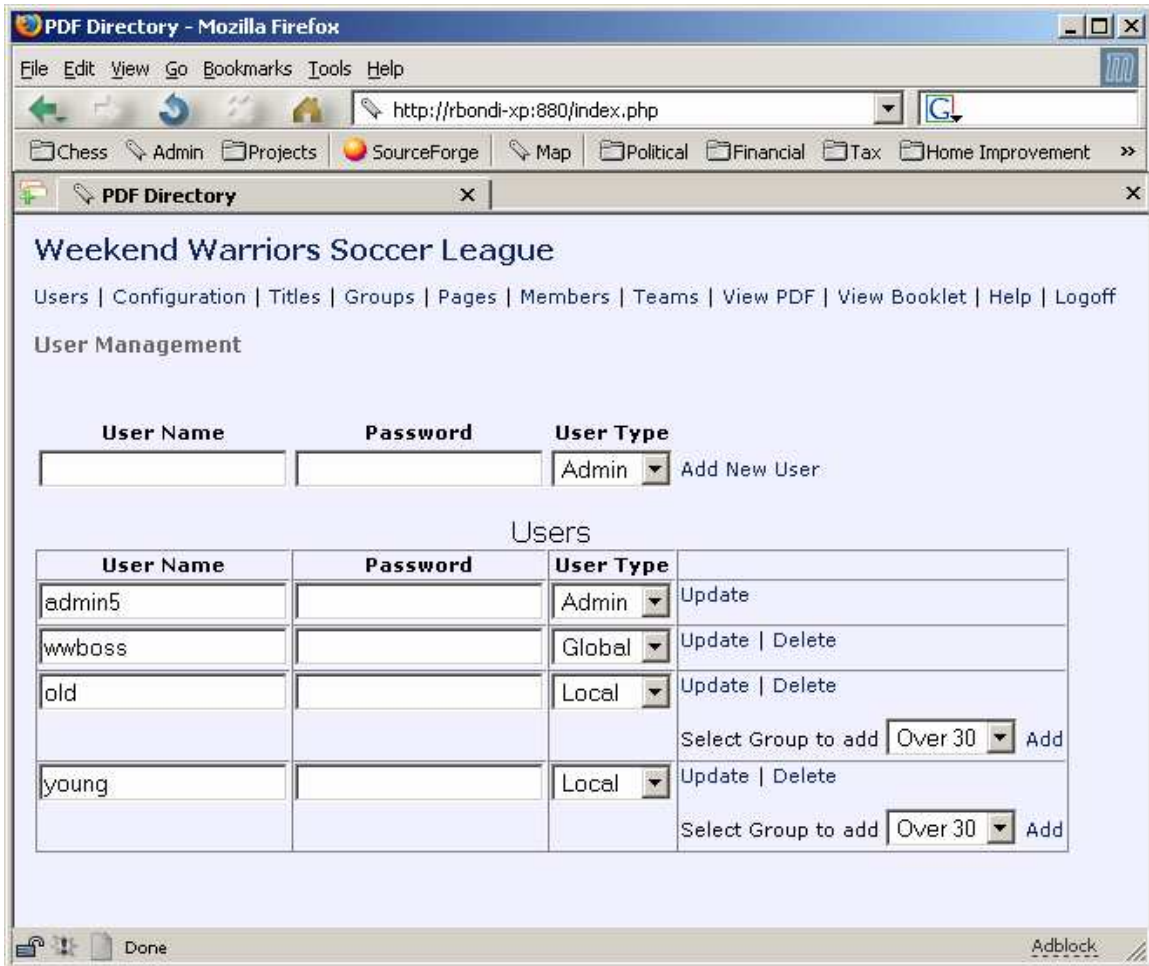 PDF Directory - Mozilla Firefox
File Edit View Go Bookmarks Tools Help
http://rbondi-xp:880/index.php G
Chess Admin Projects SourceForge Map Political Financial Tax Home Improvement »
PDF Directory
Weekend Warriors Soccer League
Users | Configuration | Titles | Groups | Pages | Members | Teams | View PDF | View Booklet | Help | Logoff
User Management
User Name Password User Type
Admin Add New User
Users
User Name Password User Type
admin5 Admin Update
wwboss Global Update | Delete
old Local Update | Delete
Select Group to add Over 30 Add
young Local Update | Delete
Select Group to add Over 30 Add
Done Adblock